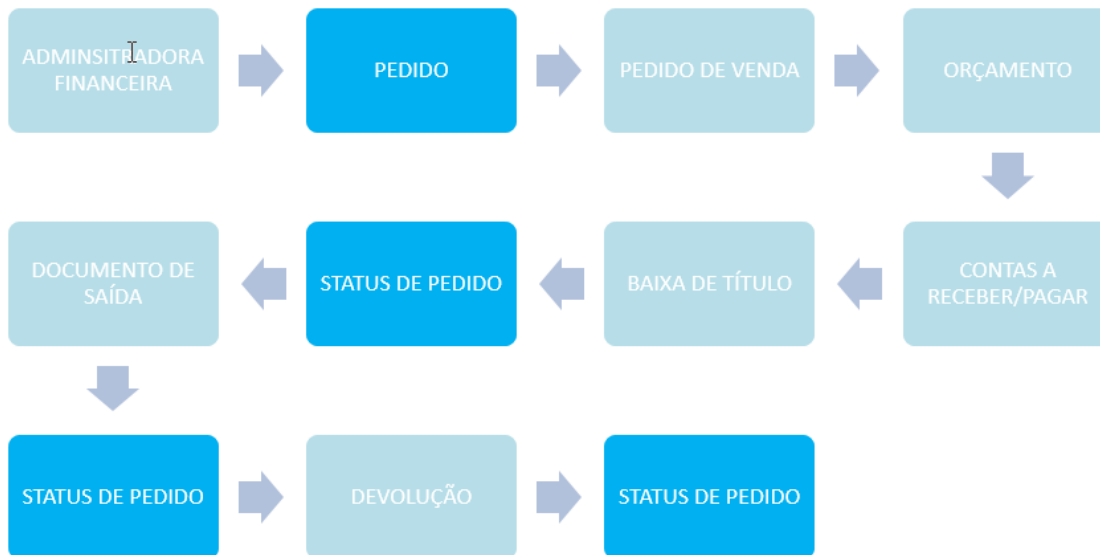 ADMINSITRADORA
FINANCEIRA
PEDIDO
PEDIDO DE VENDA
ORÇAMENTO
CONTAS A
RECEBER/PAGAR
BAIXA DE TÍTULO
STATUS DE PEDIDO
DOCUMENTO DE
SAÍDA
STATUS DE PEDIDO
DEVOLUÇÃO
STATUS DE PEDIDO